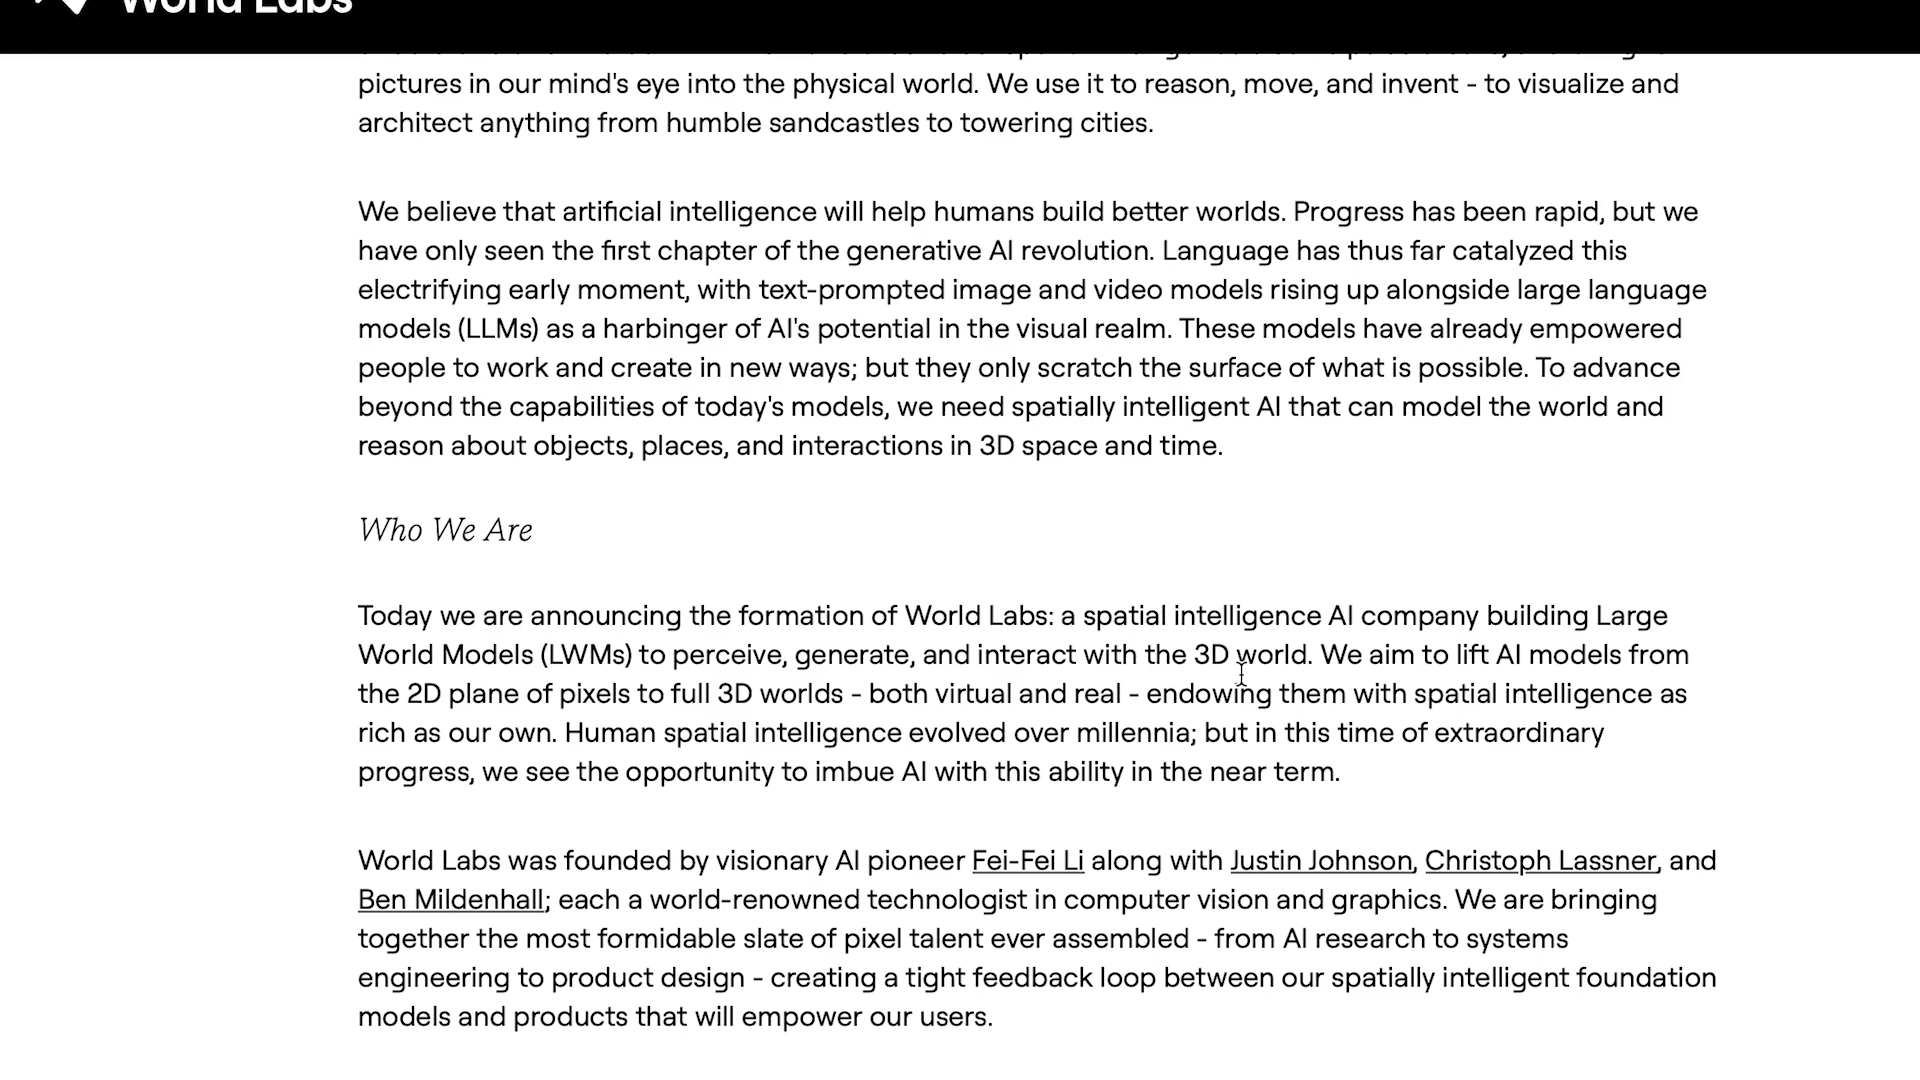 World Labs
pictures in our mind's eye into the physical world. We use it to reason, move, and invent - to visualize and
architect anything from humble sandcastles to towering cities.
We believe that artificial intelligence will help humans build better worlds. Progress has been rapid, but we
have only seen the first chapter of the generative AI revolution. Language has thus far catalyzed this
electrifying early moment, with text-prompted image and video models rising up alongside large language
models (LLMs) as a harbinger of AI's potential in the visual realm. These models have already empowered
people to work and create in new ways; but they only scratch the surface of what is possible. To advance
beyond the capabilities of today's models, we need spatially intelligent AI that can model the world and
reason about objects, places, and interactions in 3D space and time.
Who We Are
Today we are announcing the formation of World Labs: a spatial intelligence AI company building Large
World Models (LWMs) to perceive, generate, and interact with the 3D world. We aim to lift AI models from
the 2D plane of pixels to full 3D worlds - both virtual and real - endowing them with spatial intelligence as
rich as our own. Human spatial intelligence evolved over millennia; but in this time of extraordinary
progress, we see the opportunity to imbue AI with this ability in the near term.
World Labs was founded by visionary AI pioneer Fei-Fei Li along with Justin Johnson, Christoph Lassner, and
Ben Mildenhall; each a world-renowned technologist in computer vision and graphics. We are bringing
together the most formidable slate of pixel talent ever assembled - from AI research to systems
engineering to product design - creating a tight feedback loop between our spatially intelligent foundation
models and products that will empower our users.